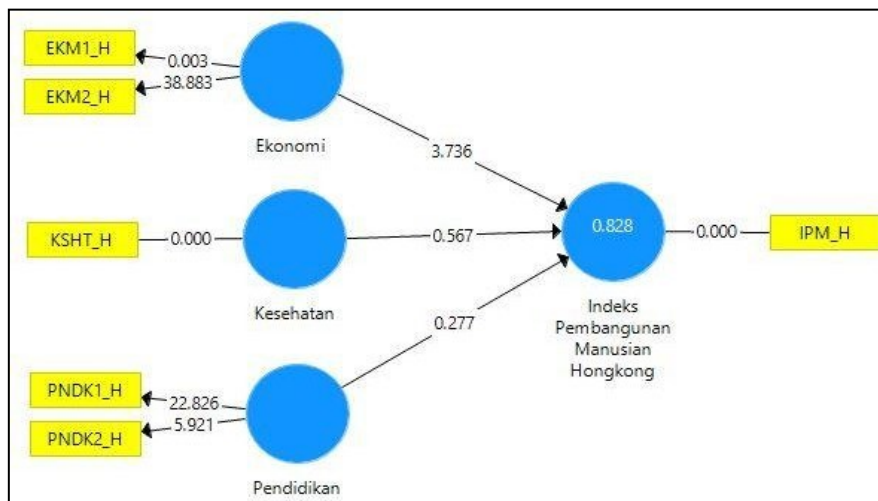 EKM1_H
0.003
EKM2_H
38.883
Ekonomi
3.736
KSHT_H
0.000
Kesehatan
0.567
0.828
0.000
IPM_H
Indeks
Pembangunan
Manusian
Hongkong
0.277
PNDK1_H
22.826
PNDK2_H
5.921
Pendidikan